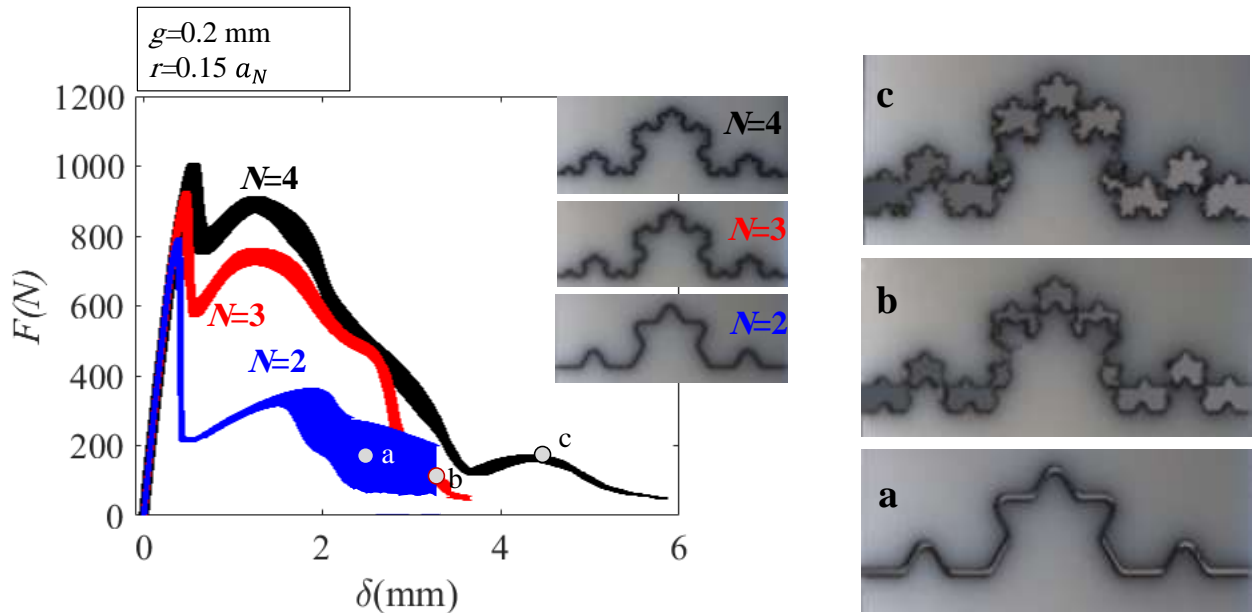 g=0.2 mm
r=0.15 a_N
1200
1000
800
600
400
200
0
F(N)
0
2
4
6
δ(mm)
N=4
N=3
N=2
a
b
c
N=4
N=3
N=2
c
b
a